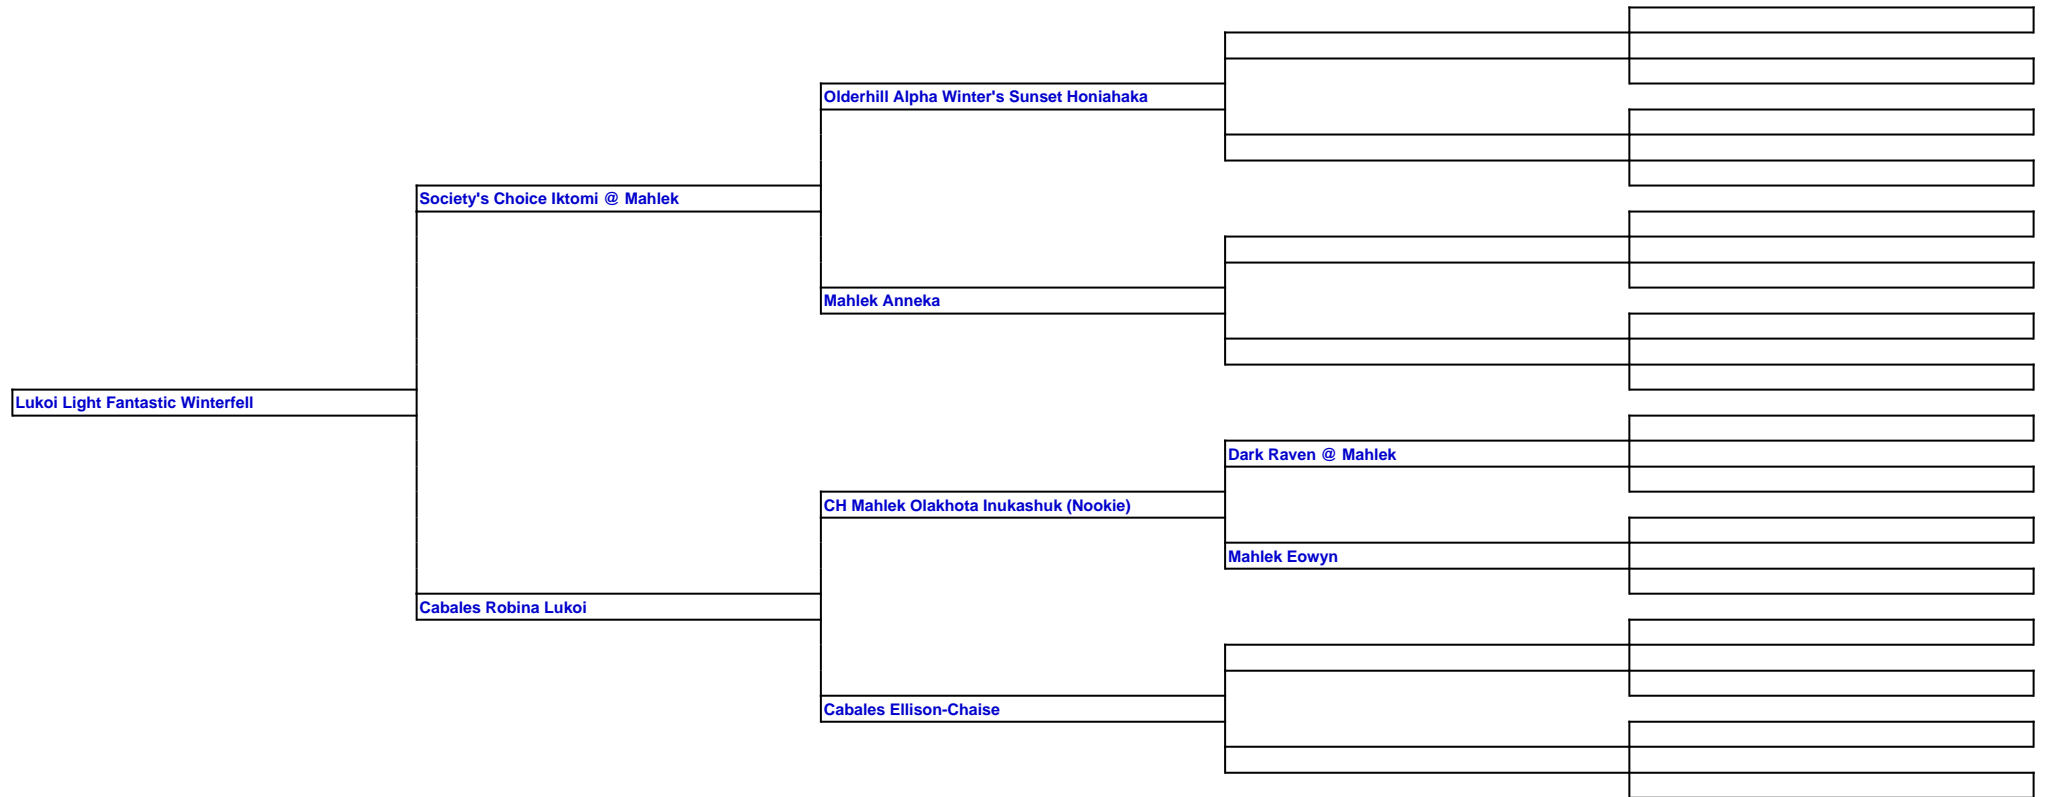 Olderhill Alpha Winter's Sunset Honiahaka
Society's Choice Iktomi @ Mahlek
Mahlek Anneka
Lukoi Light Fantastic Winterfell
Dark Raven @ Mahlek
CH Mahlek Olakhota Inukashuk (Nookie)
Mahlek Eowyn
Cabales Robina Lukoi
Cabales Ellison-Chaise